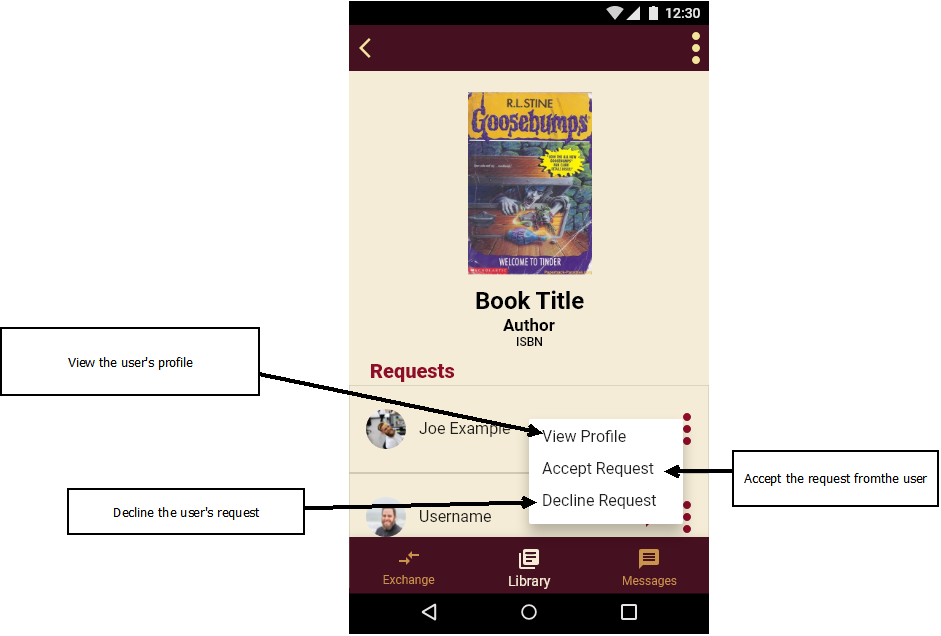 12:30
R.L. STINE
Goosebumps
WELCOME TO TINDER
SCHOLASTIC
Book Title
Author
ISBN
View the user's profile
Requests
Joe Example
View Profile
Accept Request
Accept the request fromthe user
Decline Request
Decline the user's request
Username
Exchange
Library
Messages